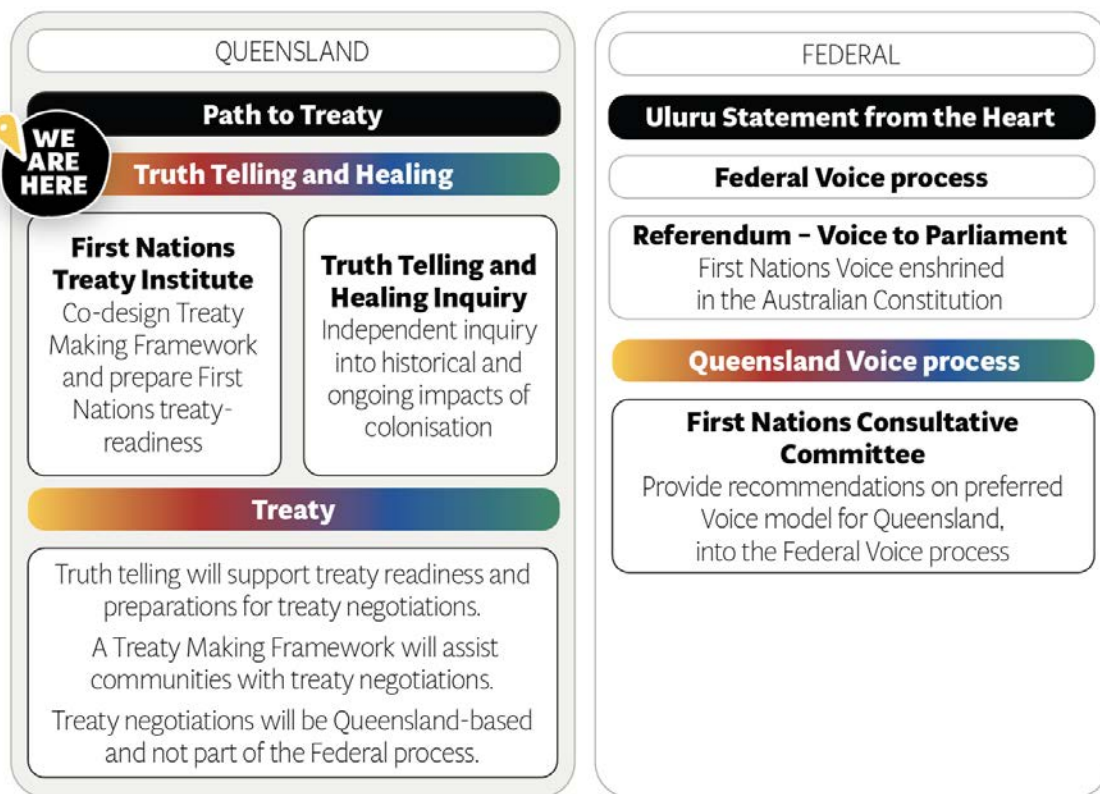 QUEENSLAND
Path to Treaty
WE
ARE
HERE
Truth Telling and Healing
First Nations
Treaty Institute
Co-design Treaty
Making Framework
and prepare First
Nations treaty-
readiness
Truth Telling and
Healing Inquiry
Independent inquiry
into historical and
ongoing impacts of
colonisation
Treaty
Truth telling will support treaty readiness and
preparations for treaty negotiations.
A Treaty Making Framework will assist
communities with treaty negotiations.
Treaty negotiations will be Queensland-based
and not part of the Federal process.
FEDERAL
Uluru Statement from the Heart
Federal Voice process
Referendum – Voice to Parliament
First Nations Voice enshrined
in the Australian Constitution
Queensland Voice process
First Nations Consultative
Committee
Provide recommendations on preferred
Voice model for Queensland,
into the Federal Voice process